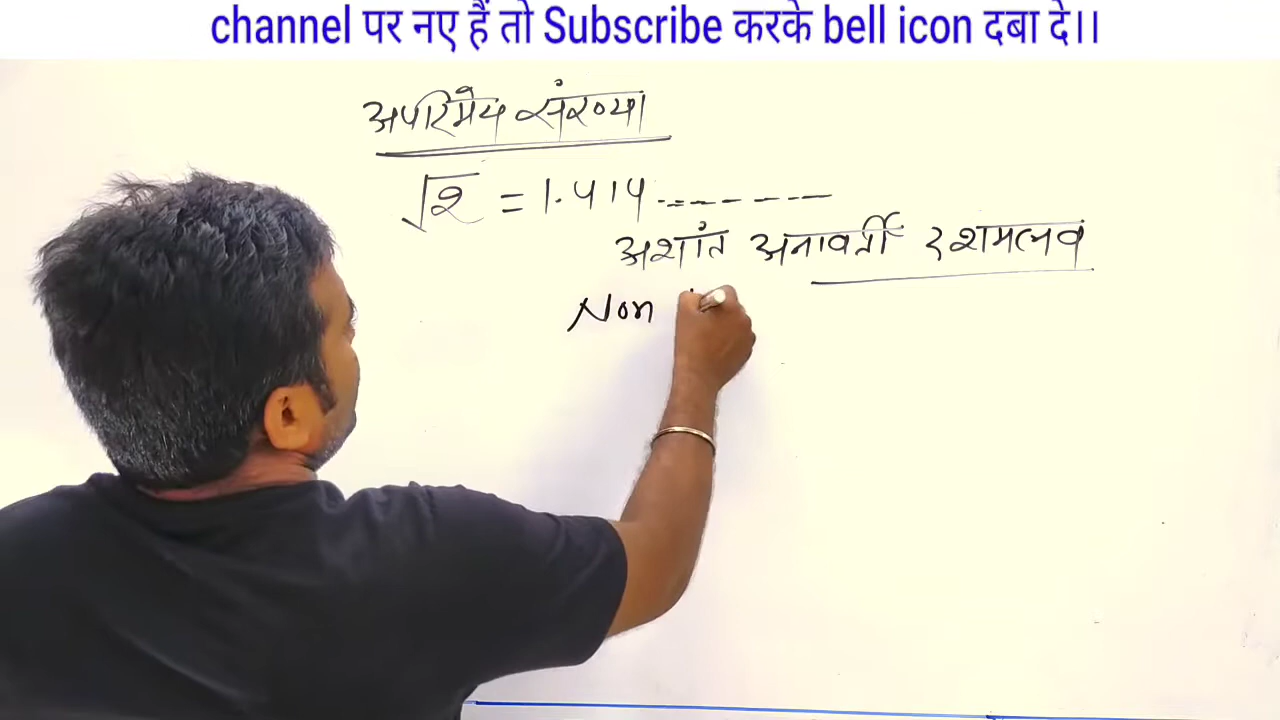 channel पर नए हैं तो Subscribe करके bell icon दबा दे।।
अपरिमेय संख्या
√2 = 1.414.-------
अशांत अनावर्ती दशमलव
Non